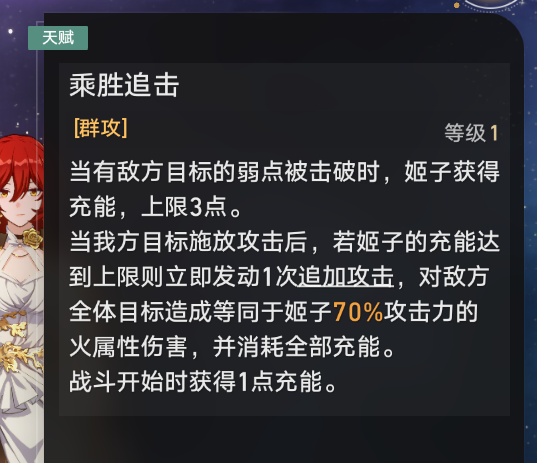 天赋
乘胜追击
[群攻]
等级1
当有敌方目标的弱点被击破时，姬子获得
充能，上限3点。
当我方目标施放攻击后，若姬子的充能达
到上限则立即发动1次追加攻击，对敌方
全体目标造成等同于姬子70%攻击力的
火属性伤害，并消耗全部充能。
战斗开始时获得1点充能。